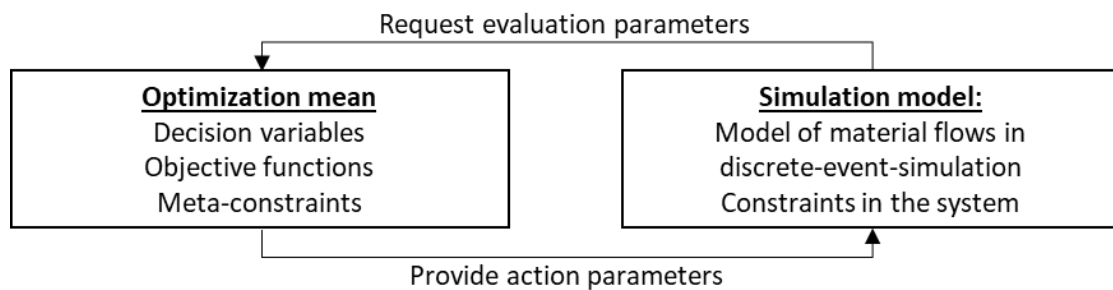 Request evaluation parameters
Optimization mean
Decision variables
Objective functions
Meta-constraints
Simulation model:
Model of material flows in
discrete-event-simulation
Constraints in the system
Provide action parameters